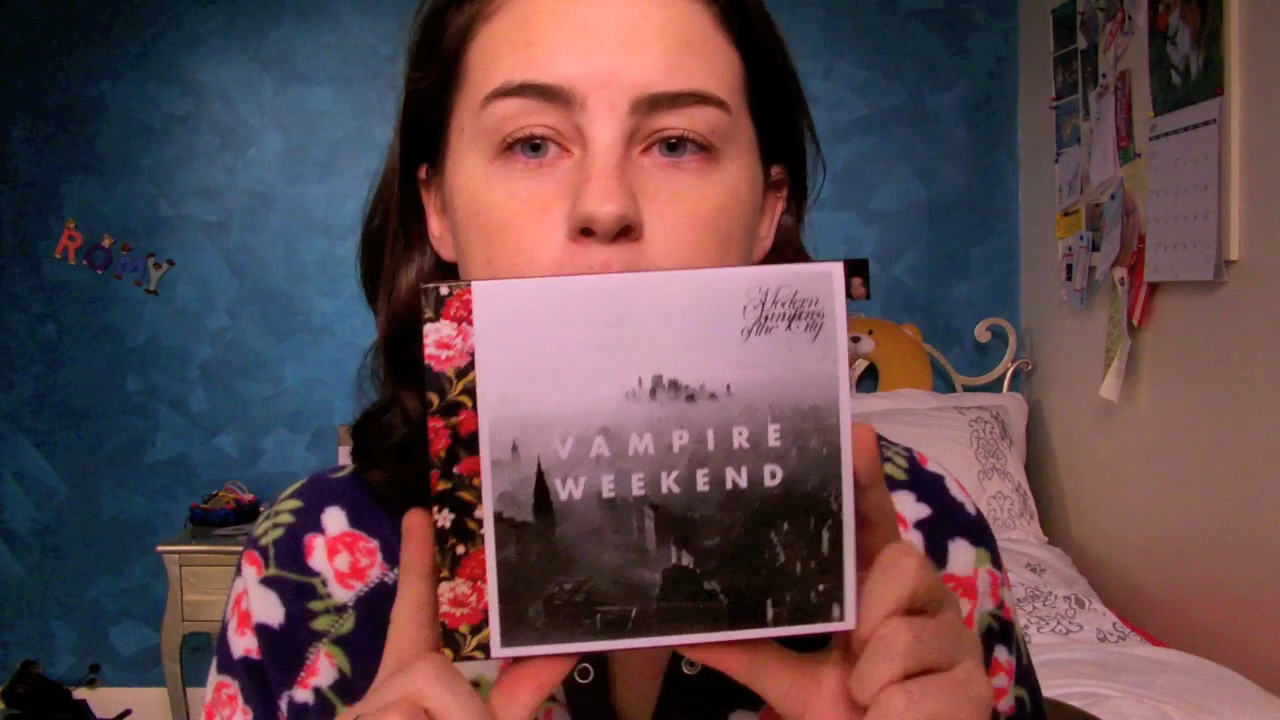 ROMY
Modern
Vampires
of the City
VAMPIRE
WEEKEND